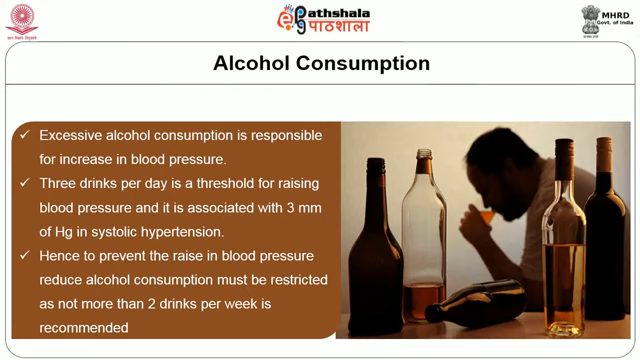 Pathshala
पाठशाला
MHRD
Govt. of India
Alcohol Consumption
✓ Excessive alcohol consumption is responsible
for increase in blood pressure.
✓ Three drinks per day is a threshold for raising
blood pressure and it is associated with 3 mm
of Hg in systolic hypertension.
✓ Hence to prevent the raise in blood pressure
reduce alcohol consumption must be restricted
as not more than 2 drinks per week is
recommended